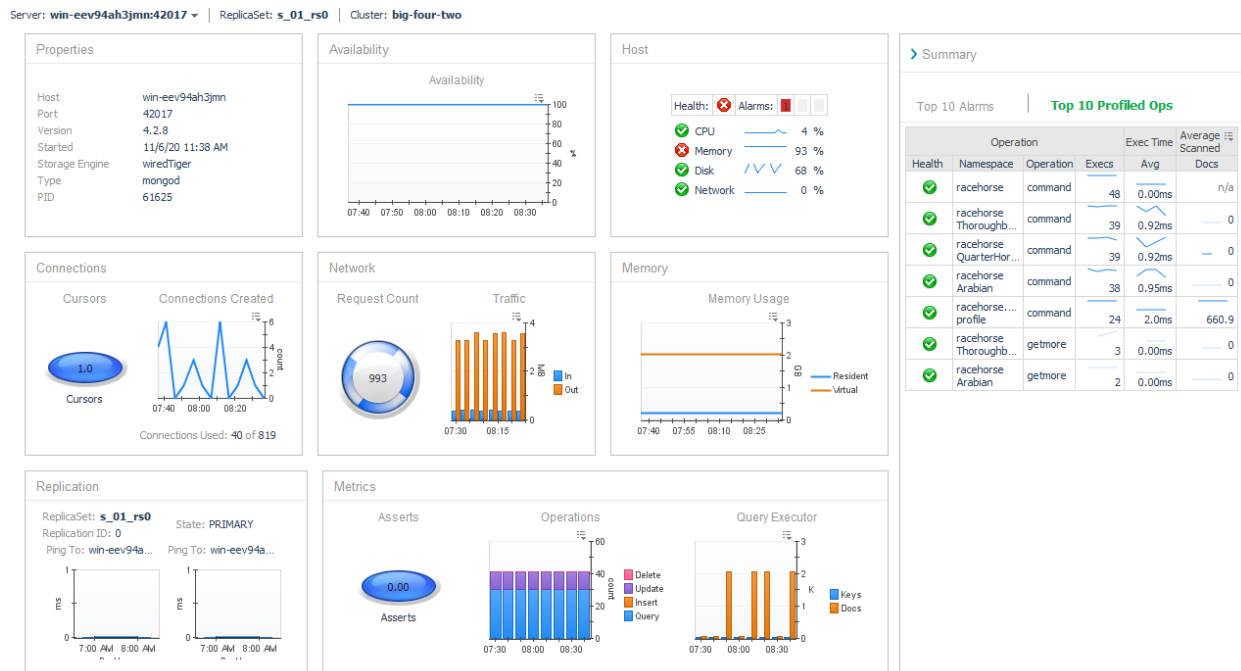 Server: win-eev94ah3jmn:42017 ReplicaSet: s_01_rs0 Cluster: big-four-two
Properties
Host win-eev94ah3jmn
Port 42017
Version 4.2.8
Started 11/6/20 11:38 AM
Storage Engine wiredTiger
Type mongod
PID 61625
Availability
Availability
100
80
60
40
20
0
%
07:40 07:50 08:00 08:10 08:20 08:30
Host
Health: Alarms: 1
CPU 4 %
Memory 93 %
Disk 68 %
Network 0 %
Summary
Top 10 Alarms Top 10 Profiled Ops
Operation Exec Time Average Scanned
Health Namespace Operation Execs Avg Docs
racehorse command 48 0.00ms n/a
racehorse Thoroughb... command 39 0.92ms 0
racehorse QuarterHor... command 39 0.92ms 0
racehorse Arabian command 38 0.95ms 0
racehorse.... profile command 24 2.0ms 660.9
racehorse Thoroughb... getmore 3 0.00ms 0
racehorse Arabian getmore 2 0.00ms 0
Connections
Cursors
1.0
Cursors
Connections Created
6
4
2
0
count
07:40 08:00 08:20
Connections Used: 40 of 819
Network
Request Count
993
Traffic
4
2
0
MB
07:30 08:15
In
Out
Memory
Memory Usage
3
2
1
0
GB
07:40 07:55 08:10 08:25
Resident
Virtual
Replication
ReplicaSet: s_01_rs0
Replication ID: 0
State: PRIMARY
Ping To: win-eev94a... Ping To: win-eev94a...
1
ms
0
7:00 AM 8:00 AM
1
ms
0
7:00 AM 8:00 AM
Metrics
Asserts
0.00
Asserts
Operations
60
40
20
0
count
07:30 08:00 08:30
Delete
Update
Insert
Query
Query Executor
3
2
1
0
K
07:30 08:00 08:30
Keys
Docs